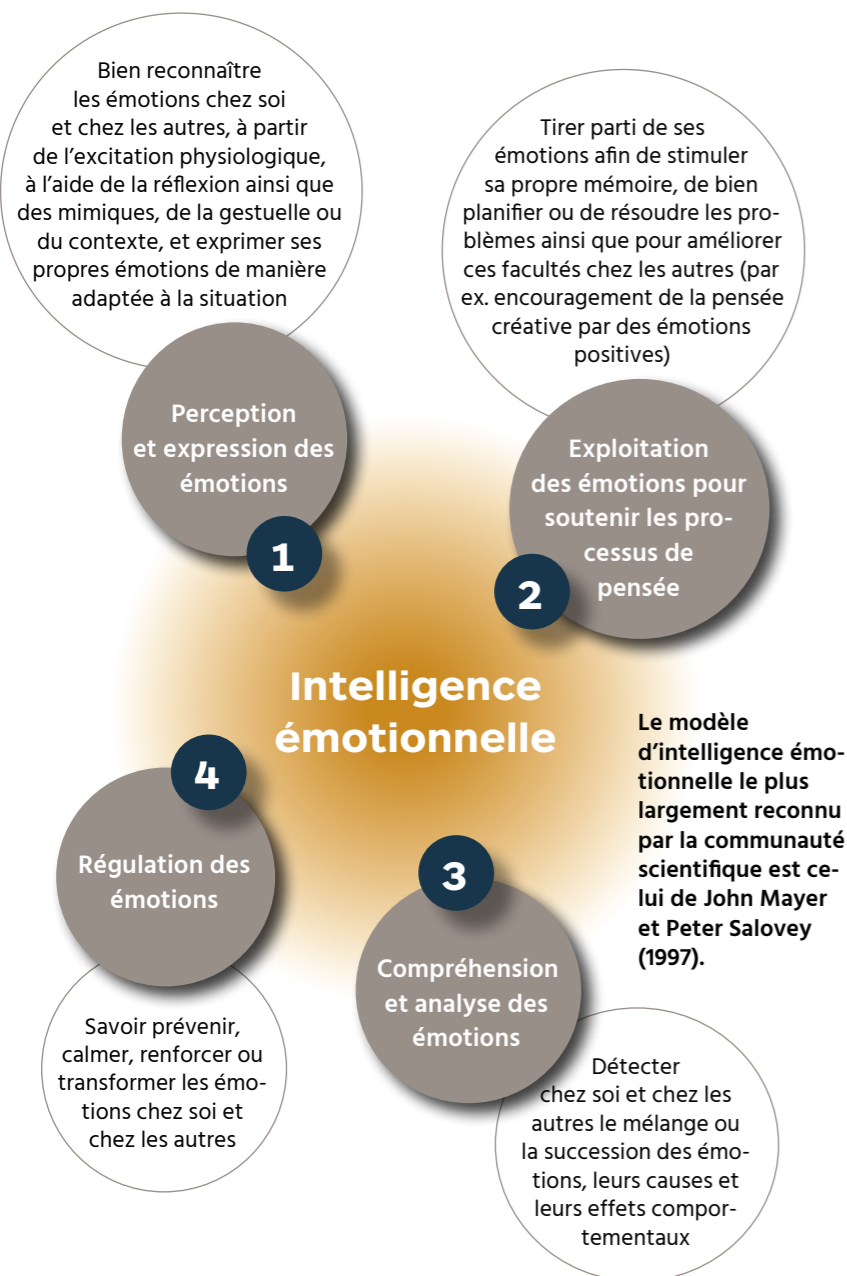 Bien reconnaître
les émotions chez soi
et chez les autres, à partir
de l’excitation physiologique,
à l’aide de la réflexion ainsi que
des mimiques, de la gestuelle ou
du contexte, et exprimer ses
propres émotions de manière
adaptée à la situation
Perception
et expression des
émotions
1
Tirer parti de ses
émotions afin de stimuler
sa propre mémoire, de bien
planifier ou de résoudre les pro-
blèmes ainsi que pour améliorer
ces facultés chez les autres (par
ex. encouragement de la pensée
créative par des émotions
positives)
Exploitation
des émotions pour
soutenir les pro-
cessus de
pensée
2
Intelligence
émotionnelle
Le modèle
d’intelligence émo-
tionnelle le plus
largement reconnu
par la communauté
scientifique est ce-
lui de John Mayer
et Peter Salovey
(1997).
3
Compréhension
et analyse des
émotions
Détecter
chez soi et chez les
autres le mélange ou
la succession des émo-
tions, leurs causes et
leurs effets compor-
tementaux
4
Régulation des
émotions
Savoir prévenir,
calmer, renforcer ou
transformer les émo-
tions chez soi et
chez les autres